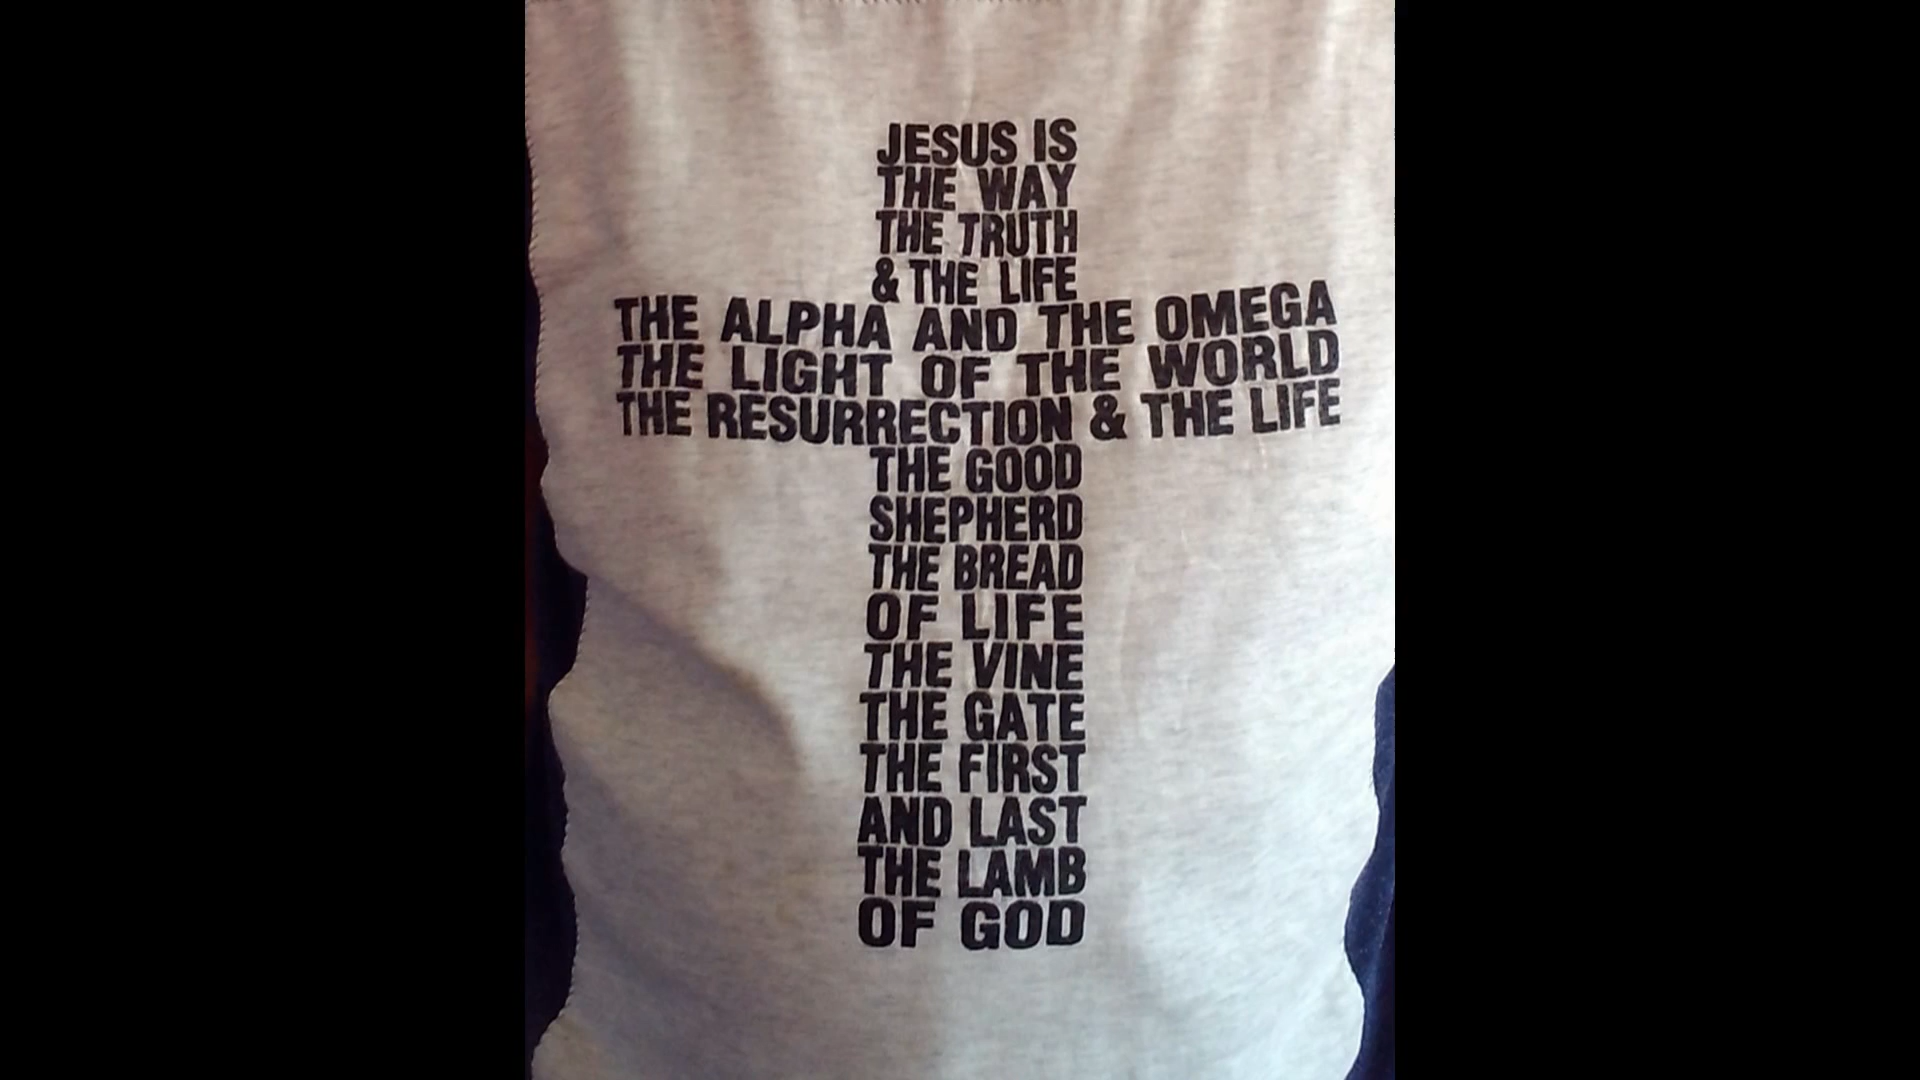 JESUS IS
THE WAY
THE TRUTH
& THE LIFE
THE ALPHA AND THE OMEGA
THE LIGHT OF THE WORLD
THE RESURRECTION & THE LIFE
THE GOOD
SHEPHERD
THE BREAD
OF LIFE
THE VINE
THE GATE
THE FIRST
AND LAST
THE LAMB
OF GOD